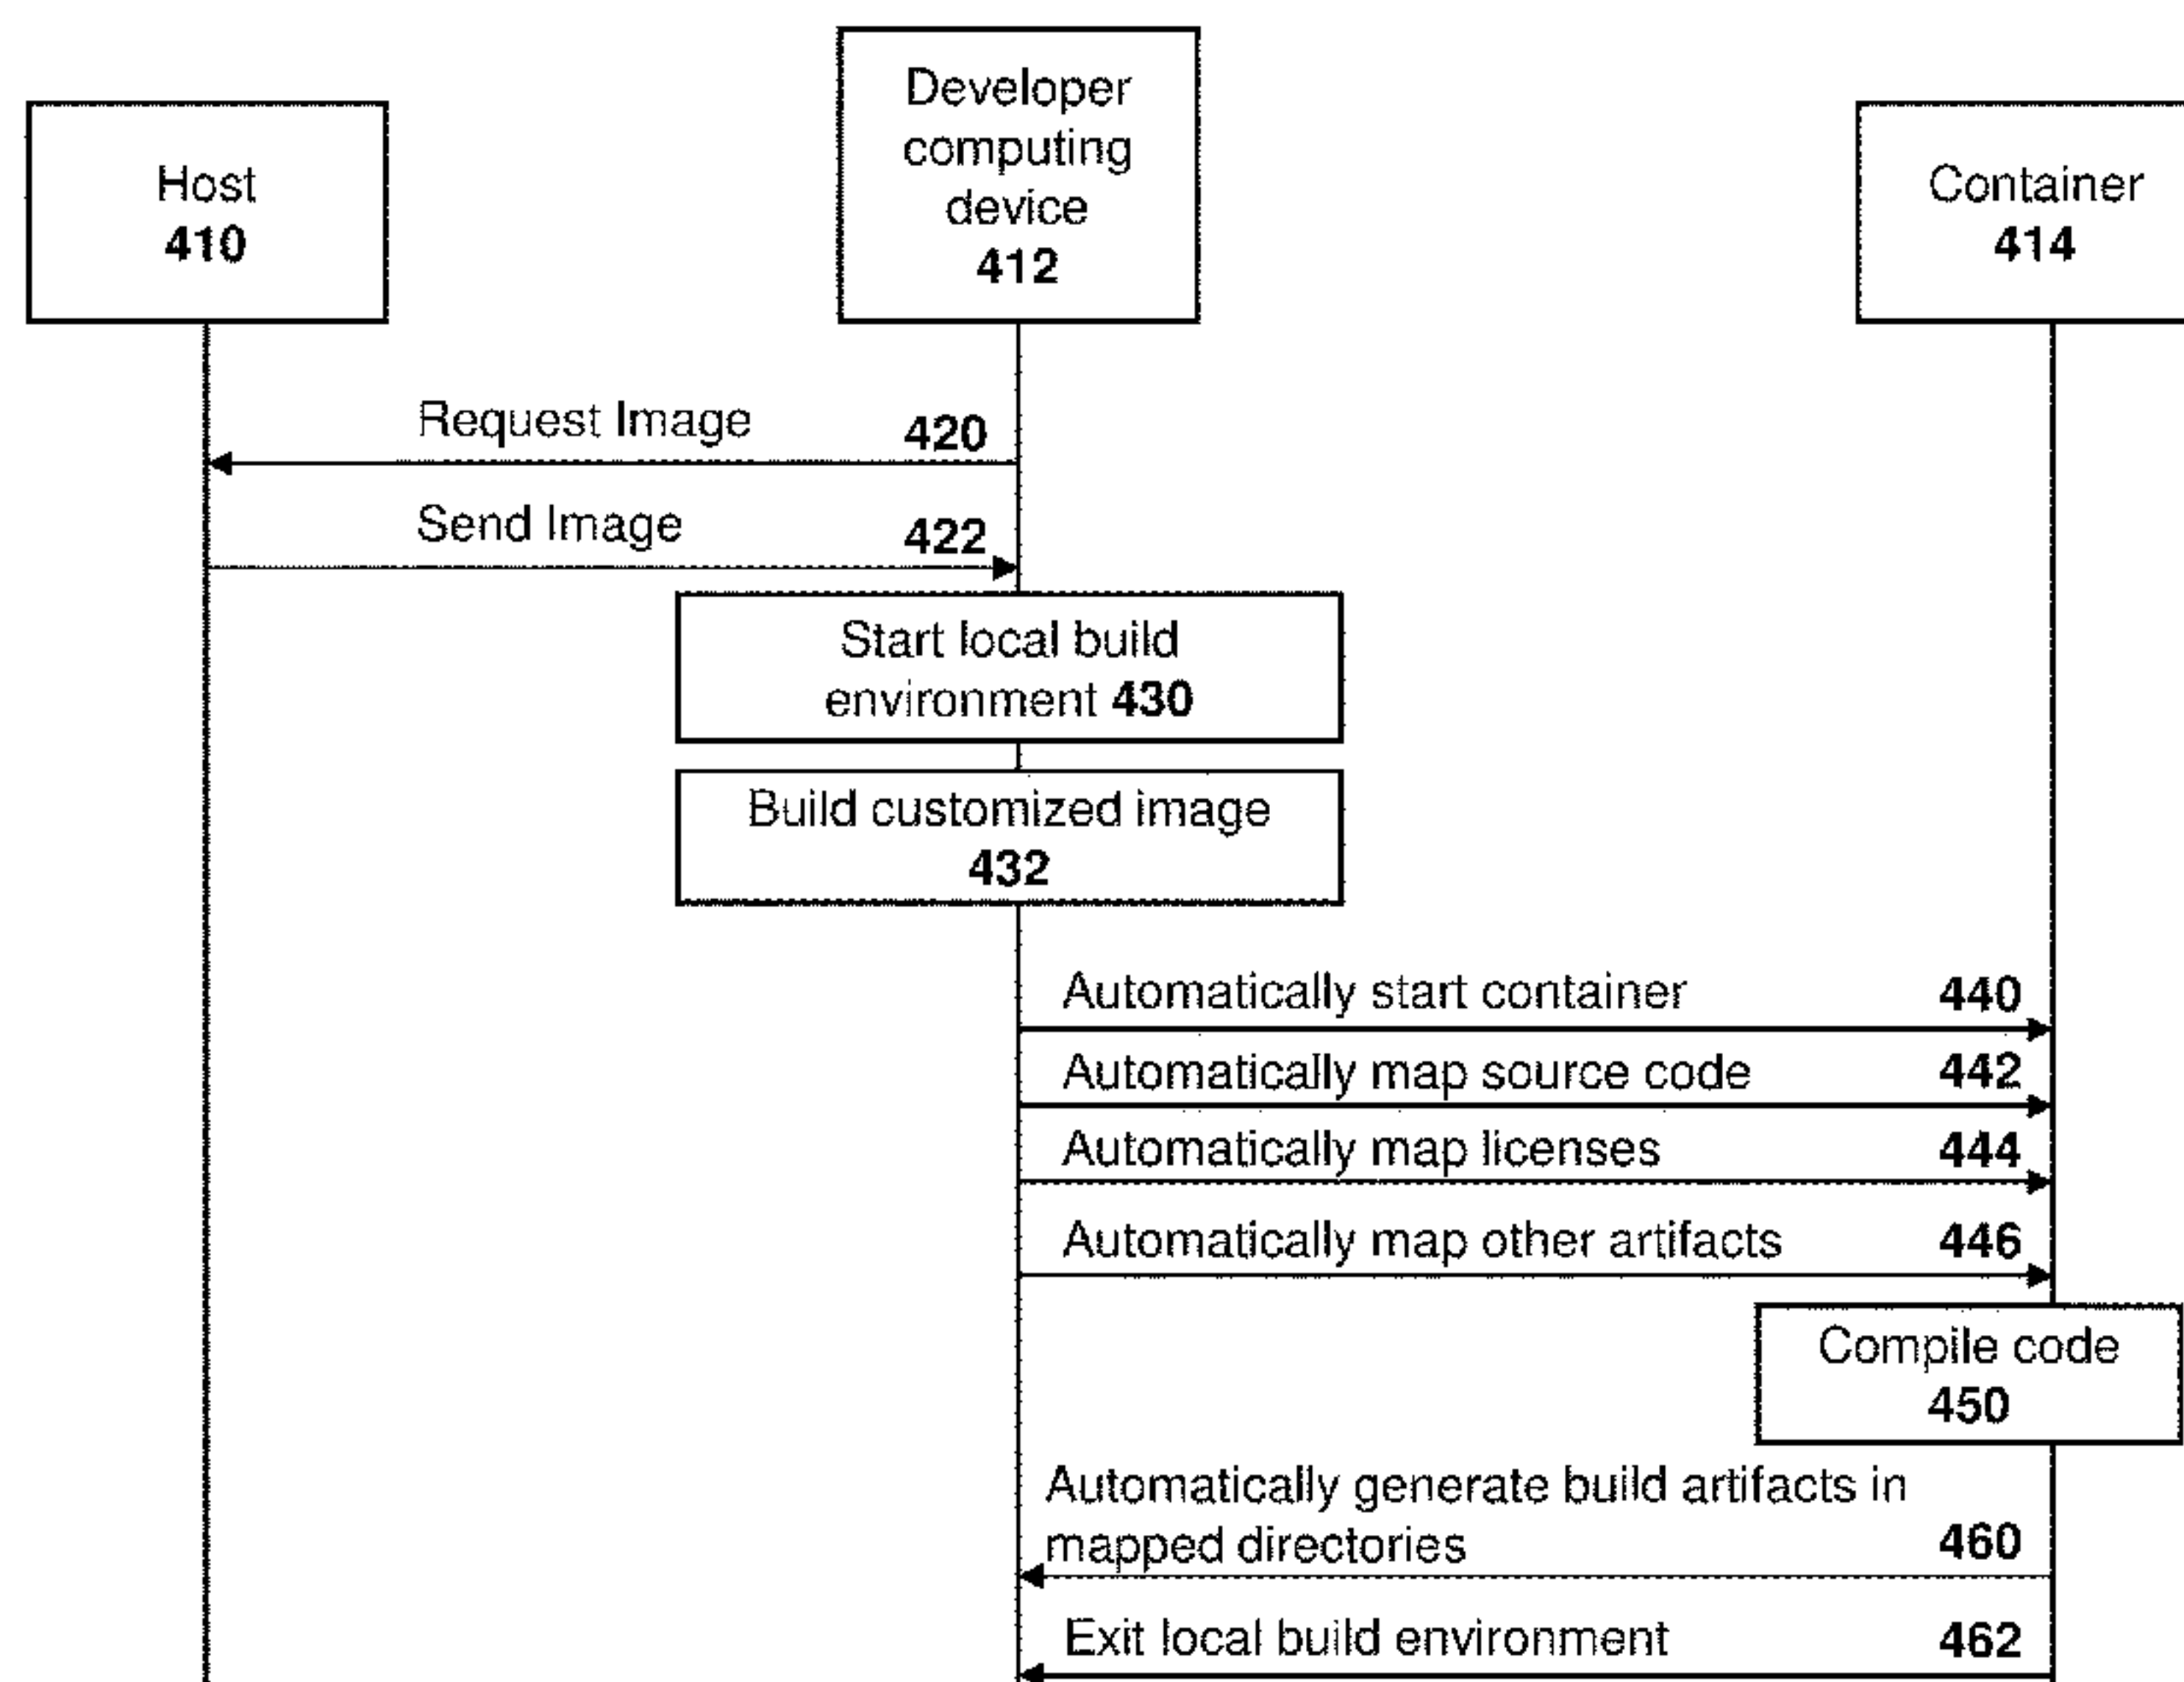 Host
410
Developer
computing
device
412
Container
414
Request Image 420
Send Image 422
Start local build
environment 430
Build customized image
432
Automatically start container 440
Automatically map source code 442
Automatically map licenses 444
Automatically map other artifacts 446
Compile code
450
Automatically generate build artifacts in
mapped directories 460
Exit local build environment 462